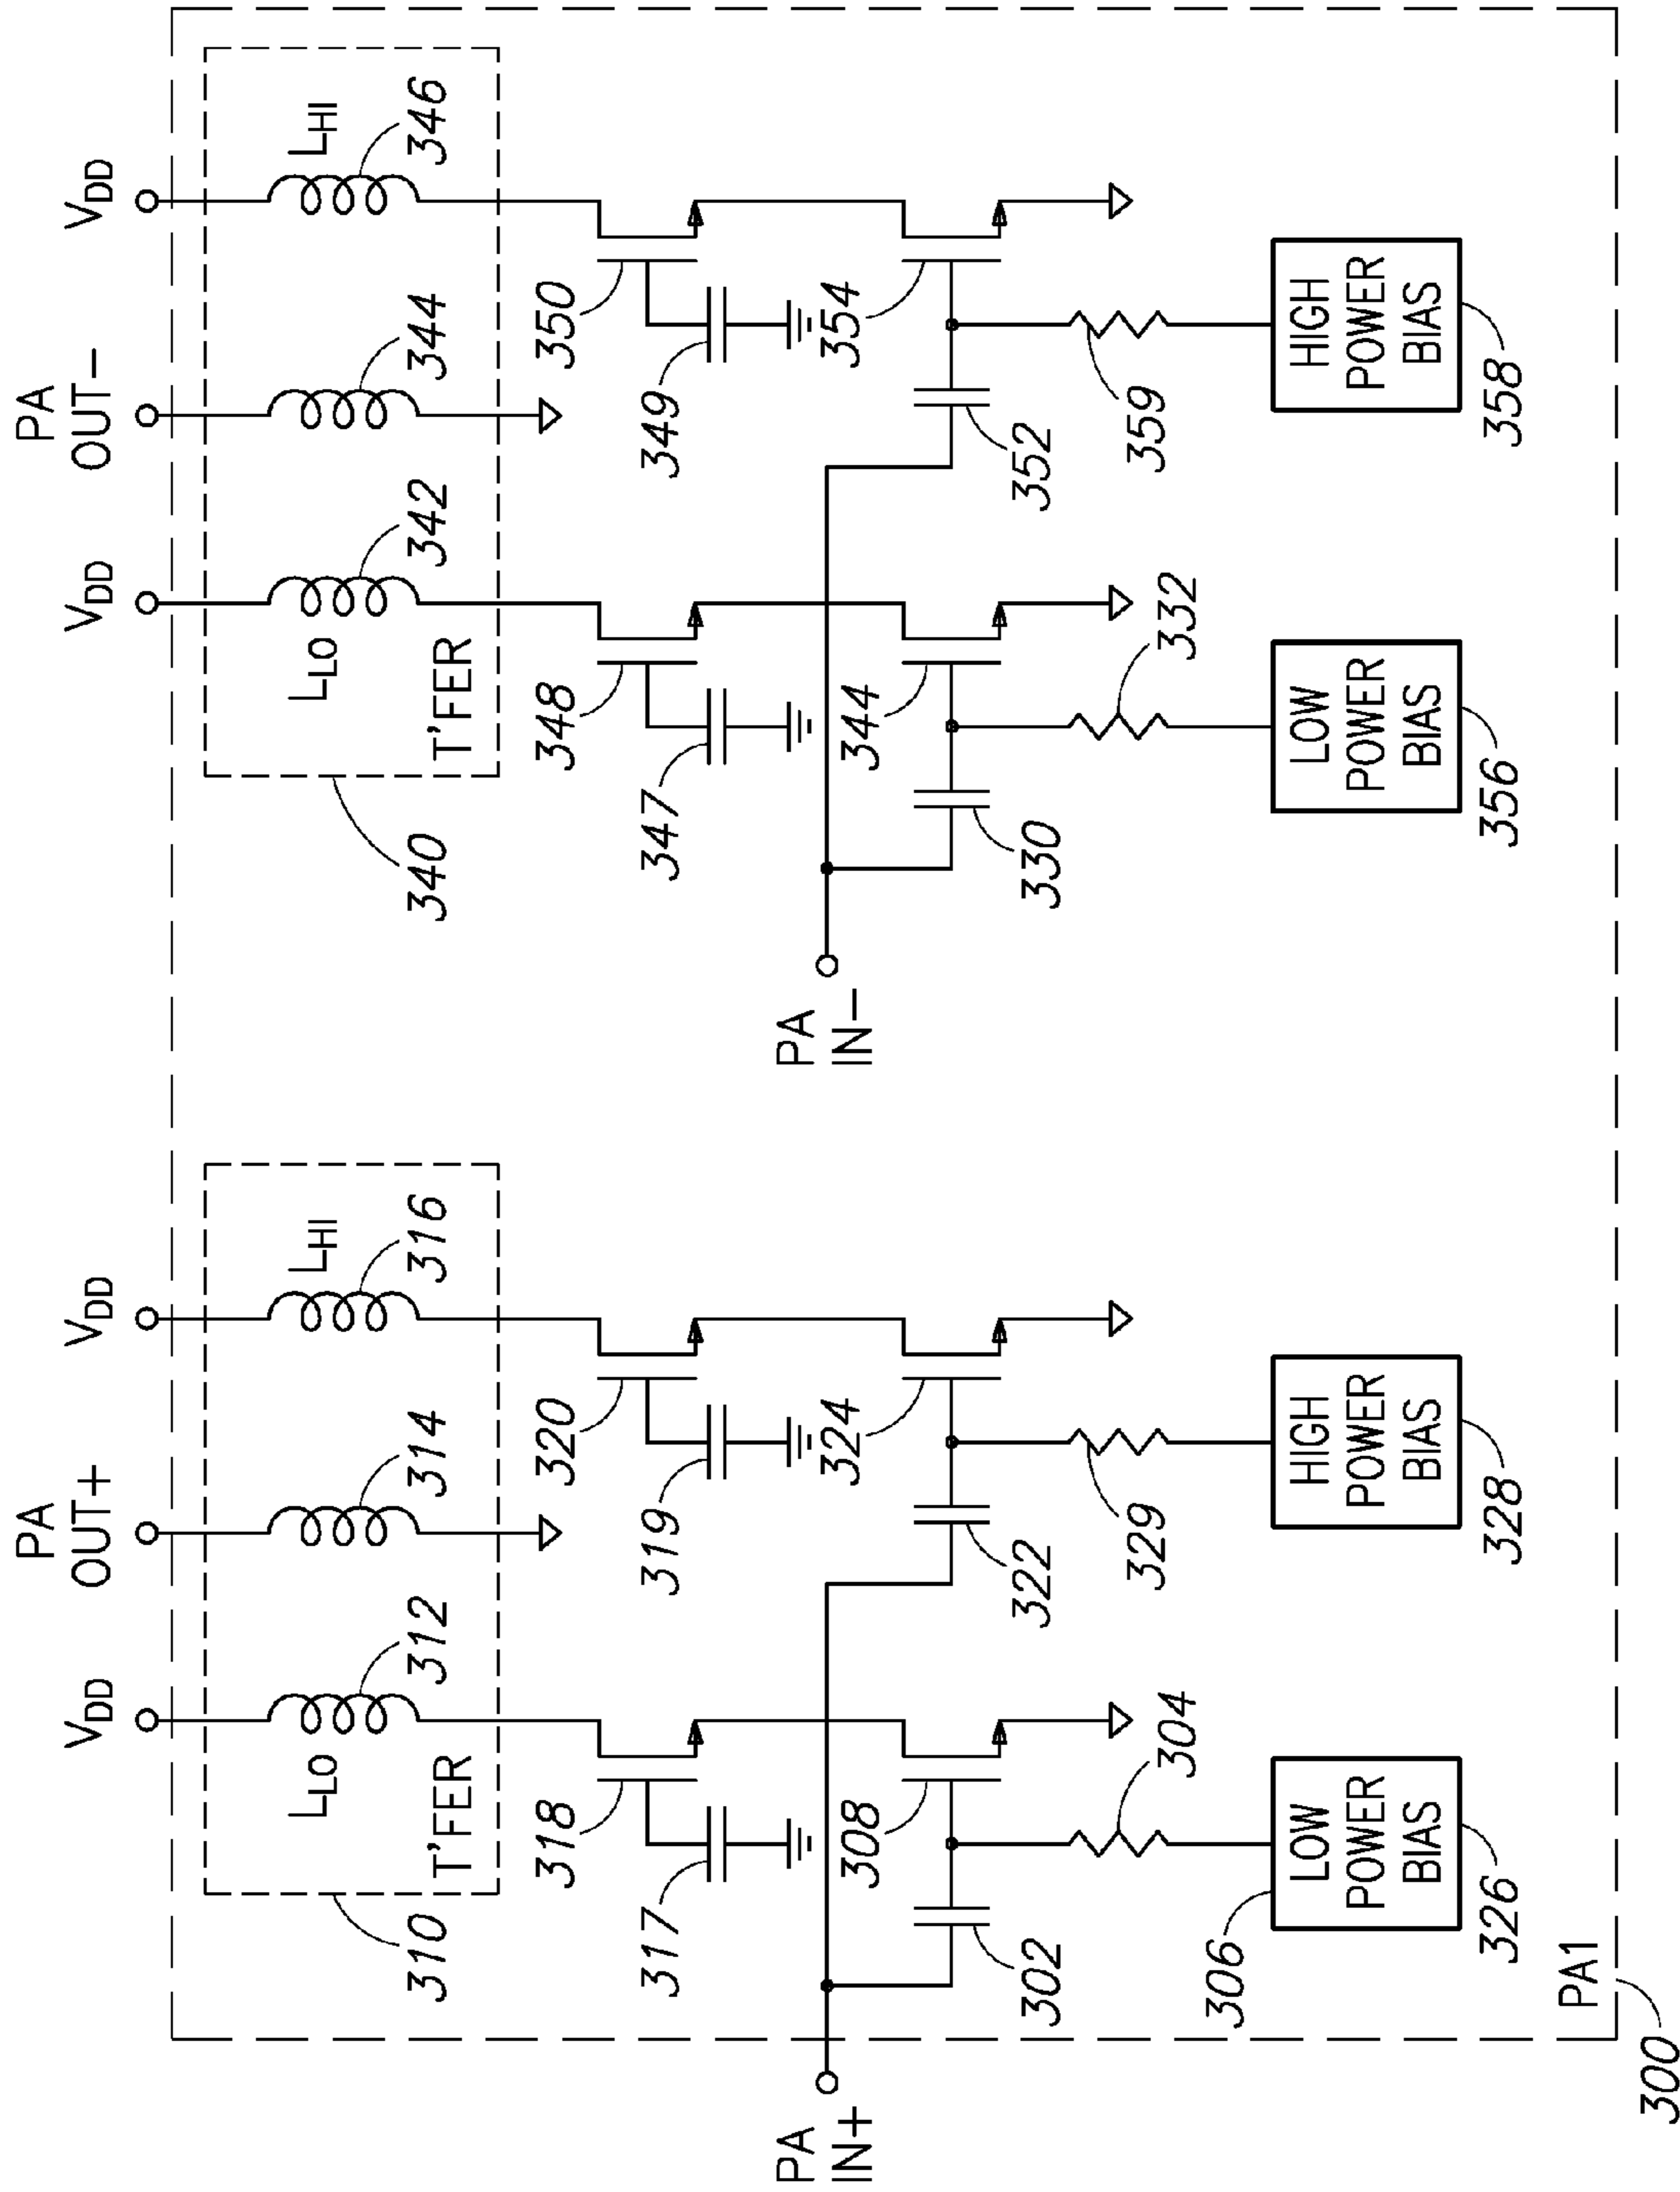 PA
OUT+
PA
OUT−
VDD
VDD
VDD
VDD
LLO
312
314
LHI
316
LLO
342
344
LHI
346
T'FER
T'FER
310
340
318
320
348
350
317
319
347
349
PA
IN+
PA
IN−
308
324
344
354
302
322
330
352
304
329
332
359
306
LOW
POWER
BIAS
HIGH
POWER
BIAS
LOW
POWER
BIAS
HIGH
POWER
BIAS
326
328
356
358
PA1
300